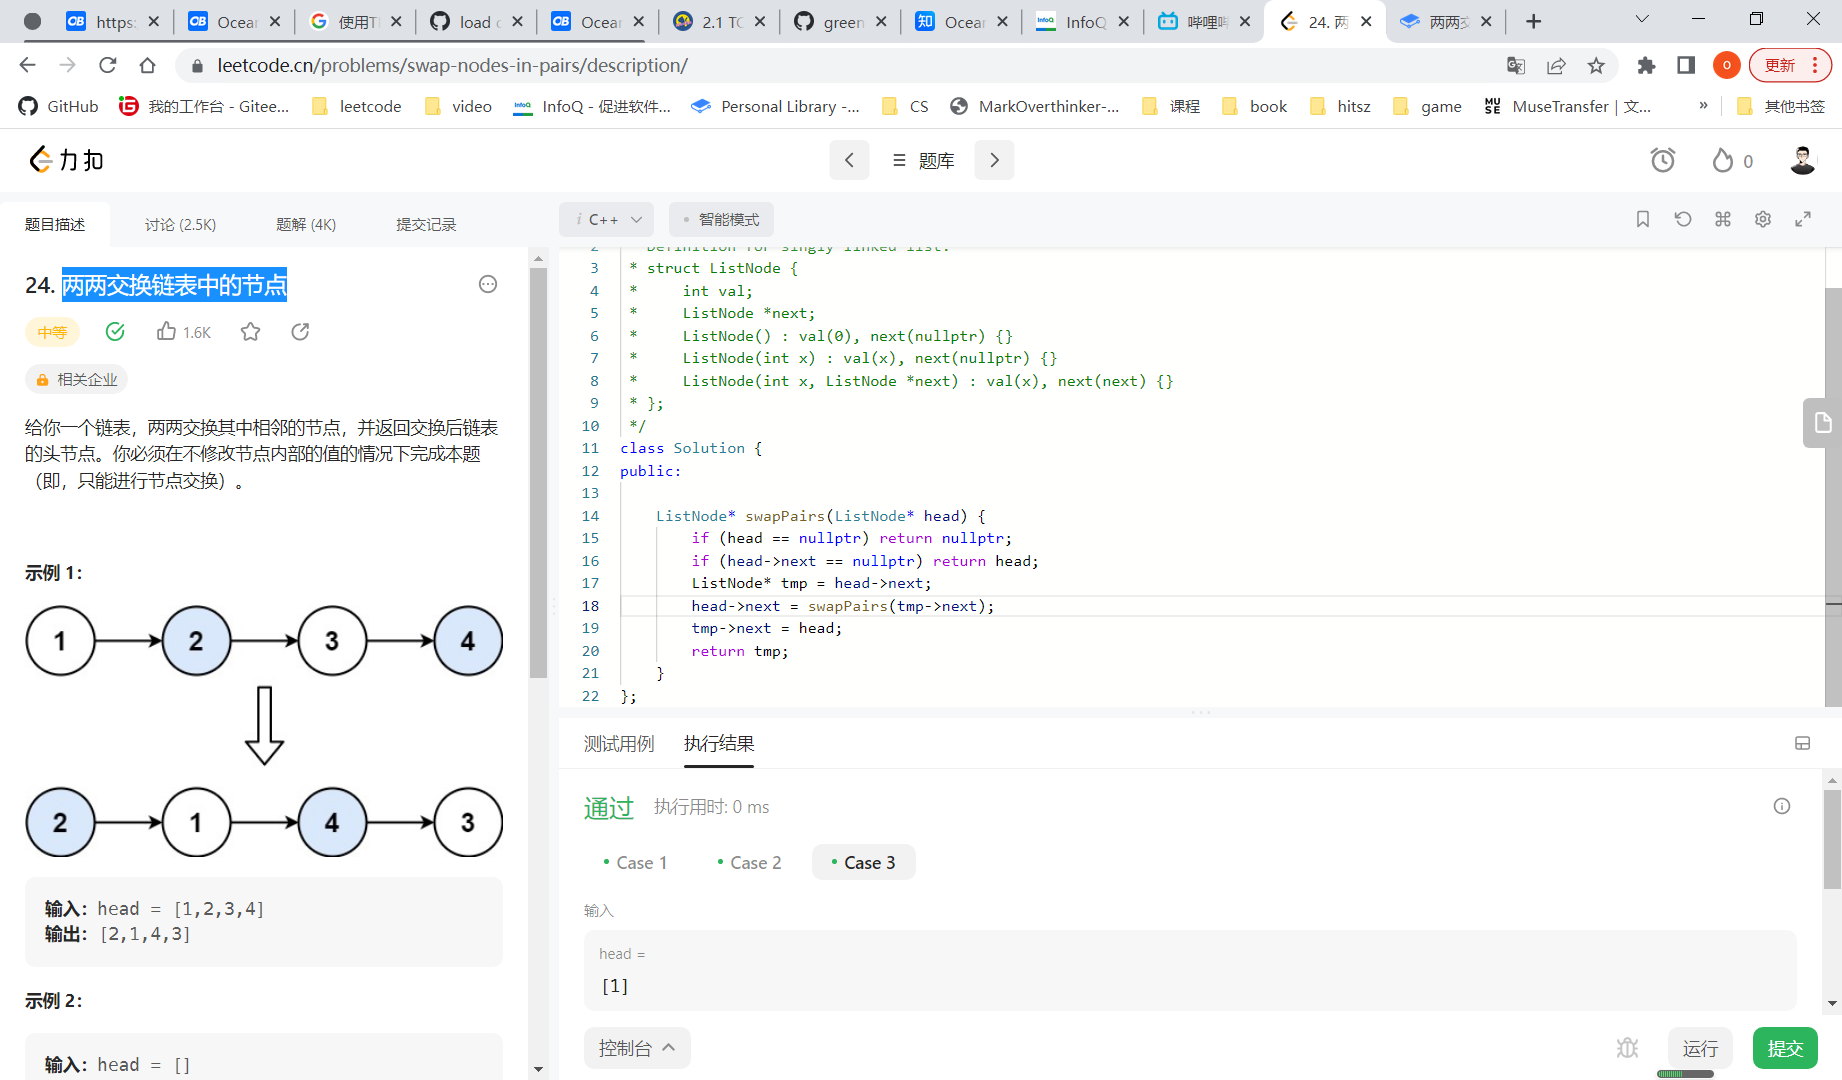 https:
Ocean
使用TI
load c
Ocean
2.1 TC
green
Ocean
InfoQ
哔哩哔
24. 两
两两交
leetcode.cn/problems/swap-nodes-in-pairs/description/
更新
GitHub
我的工作台 - Gitee...
leetcode
video
InfoQ - 促进软件...
Personal Library -...
CS
MarkOverthinker-...
课程
book
hitsz
game
MuseTransfer | 文...
»
其他书签
力扣
题库
0
题目描述
讨论 (2.5K)
题解 (4K)
提交记录
i C++
智能模式
24. 两两交换链表中的节点
中等
1.6K
相关企业
给你一个链表，两两交换其中相邻的节点，并返回交换后链表
的头节点。你必须在不修改节点内部的值的情况下完成本题
（即，只能进行节点交换）。
示例 1：
1 2 3 4
2 1 4 3
输入：head = [1,2,3,4]
输出：[2,1,4,3]
示例 2：
输入：head = []
2 * Definition for singly-linked list.
3 * struct ListNode {
4 *     int val;
5 *     ListNode *next;
6 *     ListNode() : val(0), next(nullptr) {}
7 *     ListNode(int x) : val(x), next(nullptr) {}
8 *     ListNode(int x, ListNode *next) : val(x), next(next) {}
9 * };
10 */
11 class Solution {
12 public:
13
14     ListNode* swapPairs(ListNode* head) {
15         if (head == nullptr) return nullptr;
16         if (head->next == nullptr) return head;
17         ListNode* tmp = head->next;
18         head->next = swapPairs(tmp->next);
19         tmp->next = head;
20         return tmp;
21     }
22 };
测试用例
执行结果
通过
执行用时: 0 ms
Case 1
Case 2
Case 3
输入
head =
[1]
控制台
运行
提交